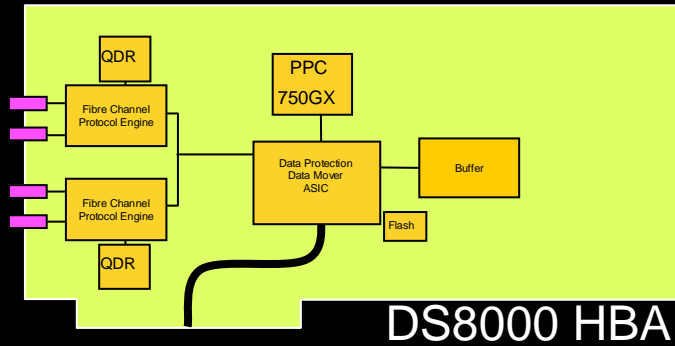 QDR
Fibre Channel
Protocol Engine
Fibre Channel
Protocol Engine
QDR
PPC
750GX
Data Protection
Data Mover
ASIC
Buffer
Flash
DS8000 HBA